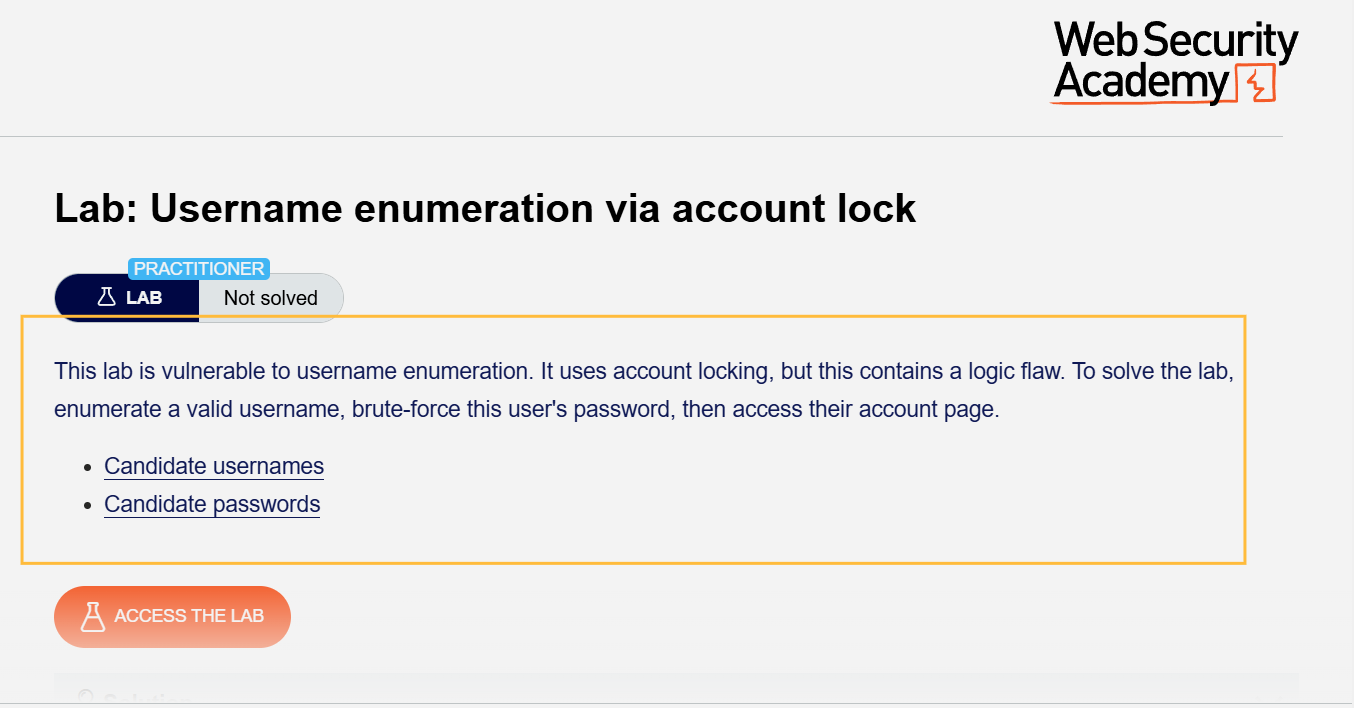 Web Security
Academy
Lab: Username enumeration via account lock
PRACTITIONER
LAB
Not solved
This lab is vulnerable to username enumeration. It uses account locking, but this contains a logic flaw. To solve the lab,
enumerate a valid username, brute-force this user's password, then access their account page.
Candidate usernames
Candidate passwords
ACCESS THE LAB
Solution